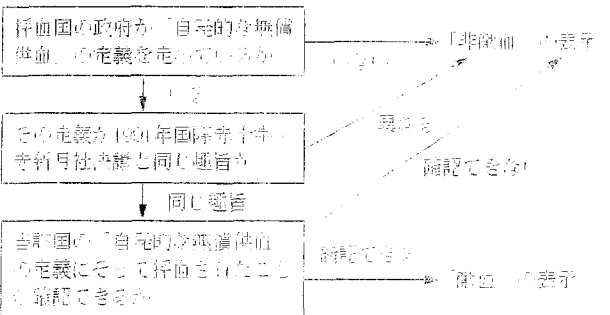 採血国の政府が「自発的な無償
供血」の定義を定めているか
いない
「非献血」の表示
いる
その定義が1991年国際赤十字・
赤新月社決議と同じ趣旨か
異なる
確認できない
同じ趣旨
当該国の「自発的な無償供血」
の定義にそって採血されたこと
が確認できるか
確認できる
「献血」の表示